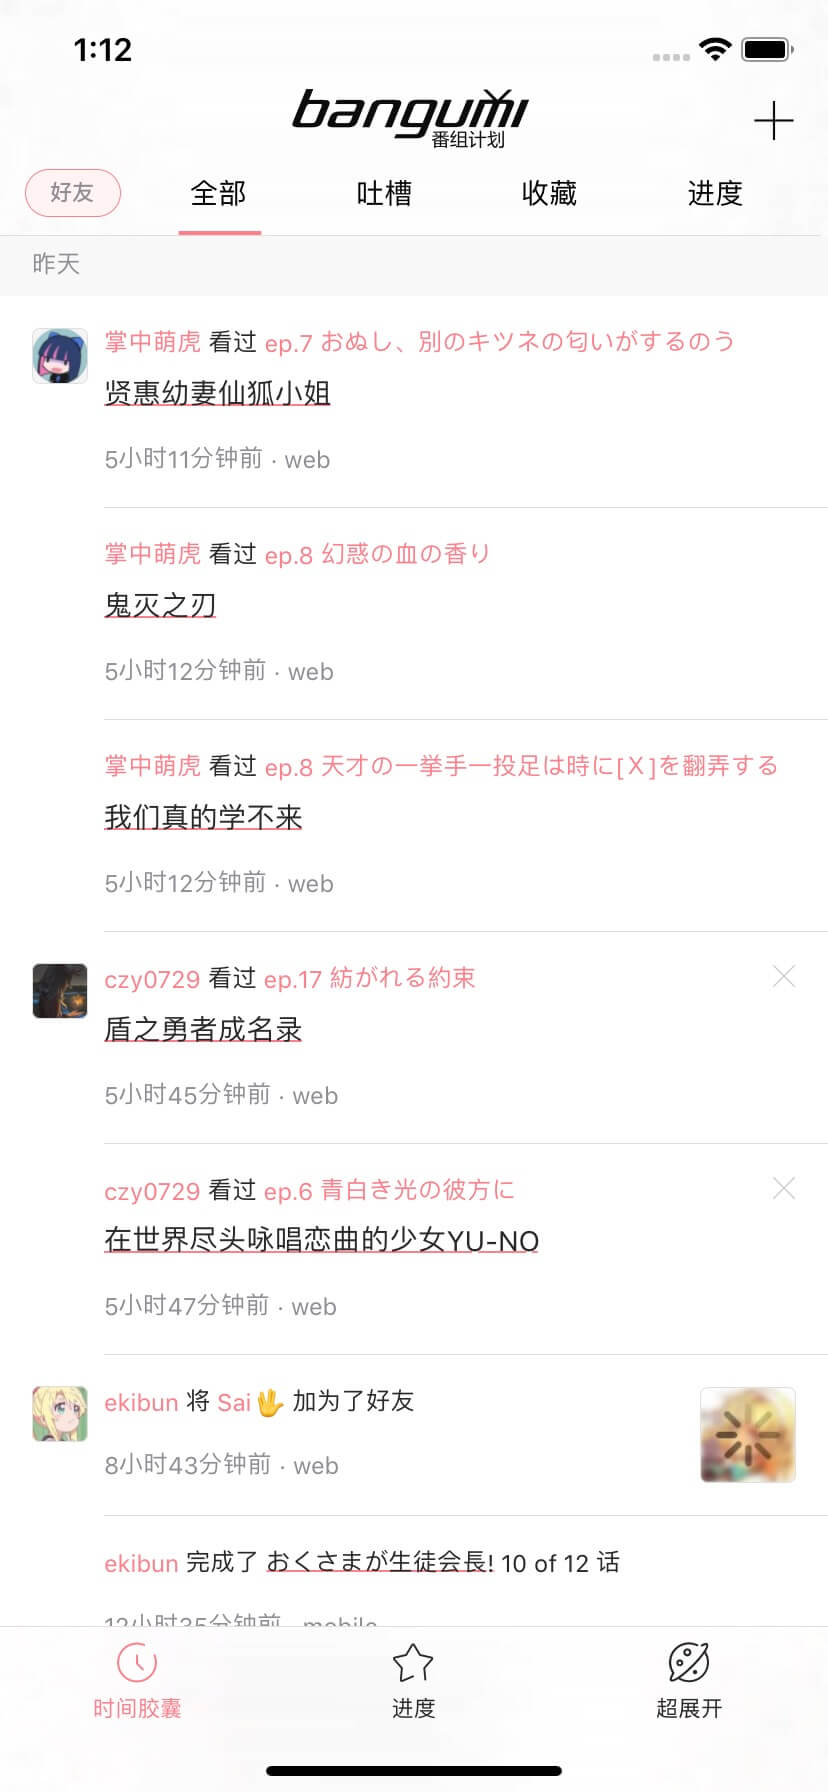 1:12
bangumi
番组计划
好友 全部 吐槽 收藏 进度
昨天
掌中萌虎 看过 ep.7 おぬし、別のキツネの匂いがするのう
贤惠幼妻仙狐小姐
5小时11分钟前 · web
掌中萌虎 看过 ep.8 幻惑の血の香り
鬼灭之刃
5小时12分钟前 · web
掌中萌虎 看过 ep.8 天才の一挙手一投足は時に[X]を翻弄する
我们真的学不来
5小时12分钟前 · web
czy0729 看过 ep.17 紡がれる約束
盾之勇者成名录
5小时45分钟前 · web
czy0729 看过 ep.6 青白き光の彼方に
在世界尽头咏唱恋曲的少女YU-NO
5小时47分钟前 · web
ekibun 将 Sai🖖 加为了好友
8小时43分钟前 · web
ekibun 完成了 おくさまが生徒会長! 10 of 12 话
12小时35分钟前 · mobile
时间胶囊 进度 超展开